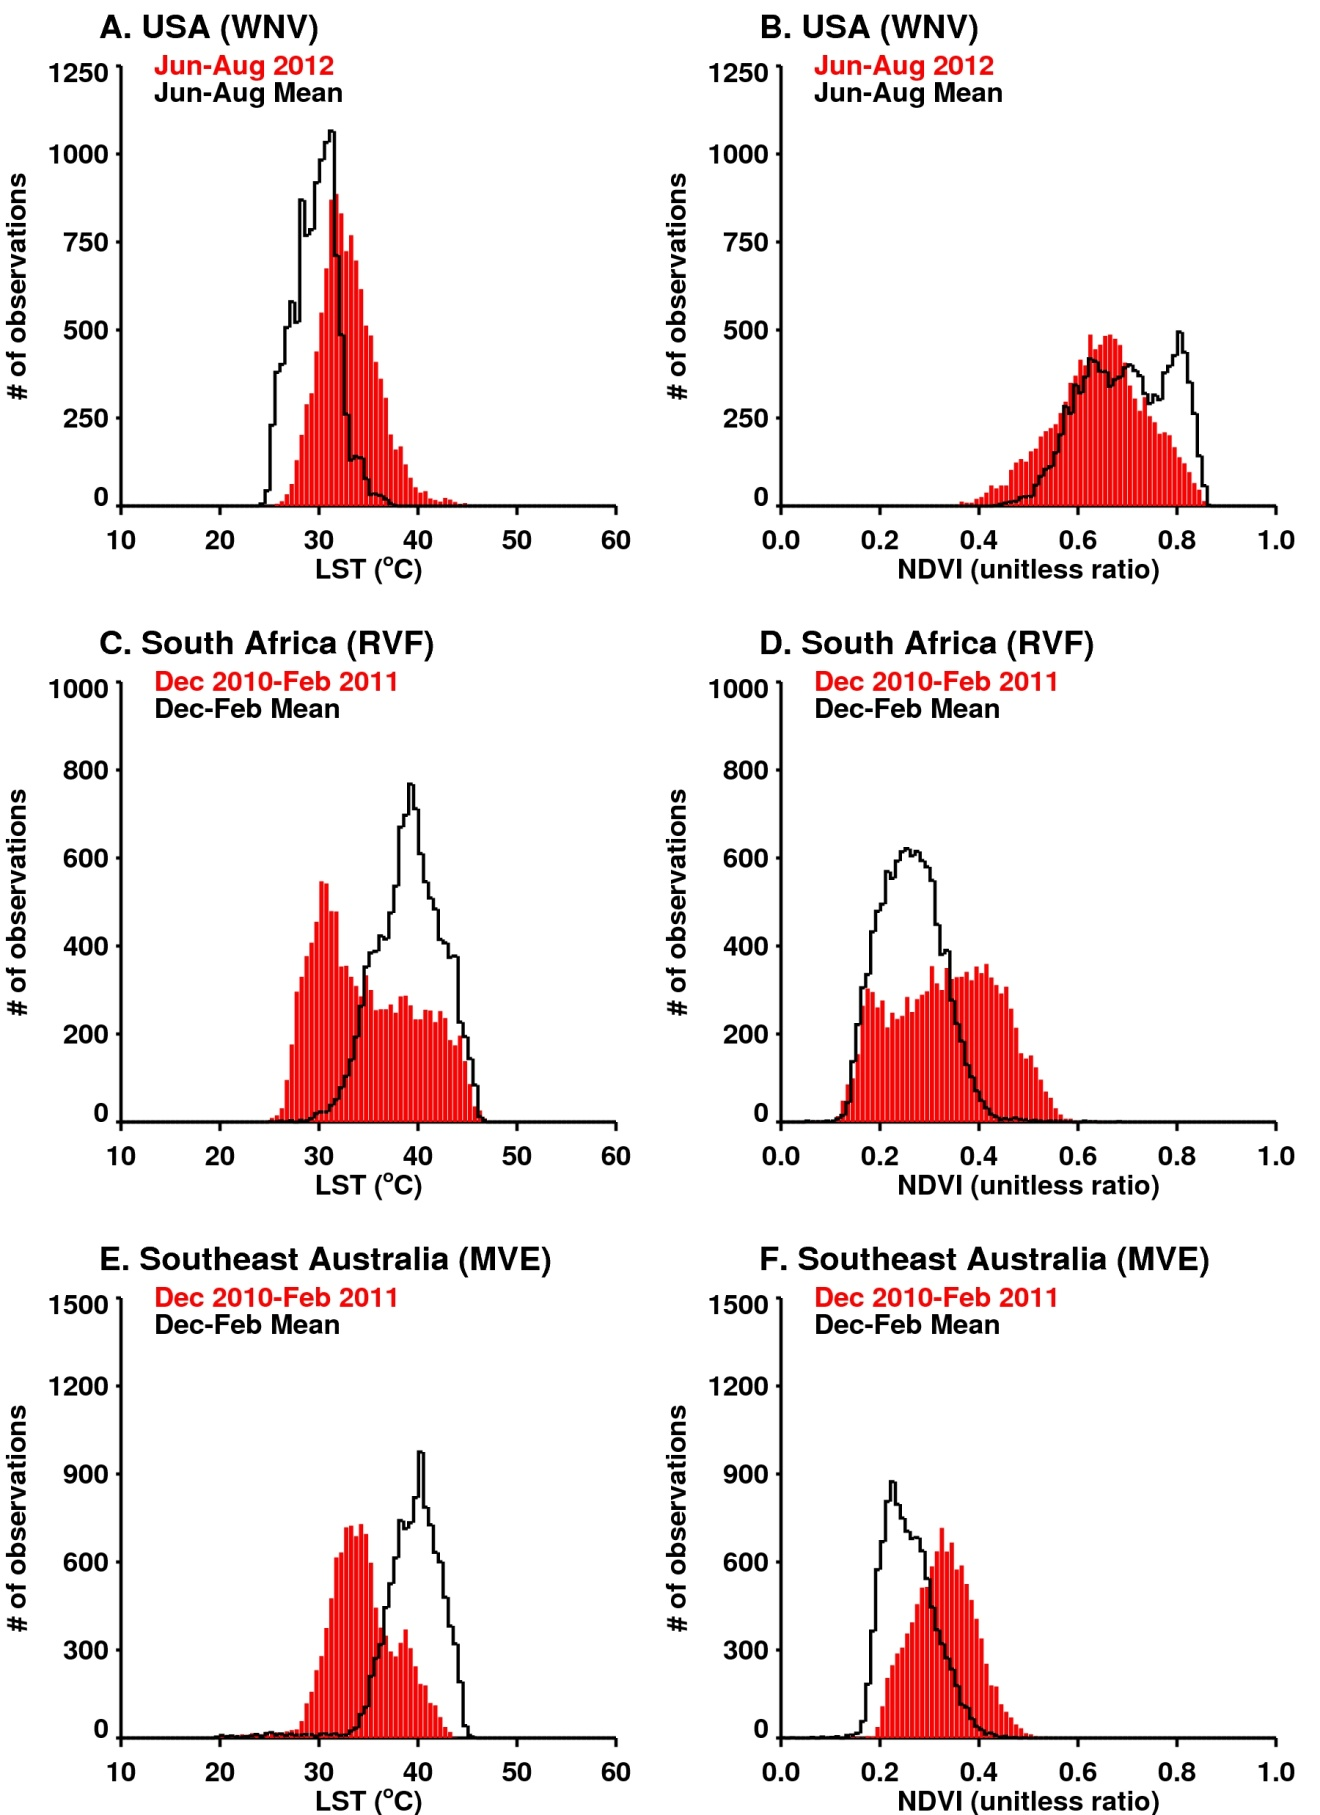 A. USA (WNV)
Jun-Aug 2012
Jun-Aug Mean
1250
1000
750
500
250
0
# of observations
10 20 30 40 50 60
LST (°C)
B. USA (WNV)
Jun-Aug 2012
Jun-Aug Mean
1250
1000
750
500
250
0
# of observations
0.0 0.2 0.4 0.6 0.8 1.0
NDVI (unitless ratio)
C. South Africa (RVF)
Dec 2010-Feb 2011
Dec-Feb Mean
1000
800
600
400
200
0
# of observations
10 20 30 40 50 60
LST (°C)
D. South Africa (RVF)
Dec 2010-Feb 2011
Dec-Feb Mean
1000
800
600
400
200
0
# of observations
0.0 0.2 0.4 0.6 0.8 1.0
NDVI (unitless ratio)
E. Southeast Australia (MVE)
Dec 2010-Feb 2011
Dec-Feb Mean
1500
1200
900
600
300
0
# of observations
10 20 30 40 50 60
LST (°C)
F. Southeast Australia (MVE)
Dec 2010-Feb 2011
Dec-Feb Mean
1500
1200
900
600
300
0
# of observations
0.0 0.2 0.4 0.6 0.8 1.0
NDVI (unitless ratio)